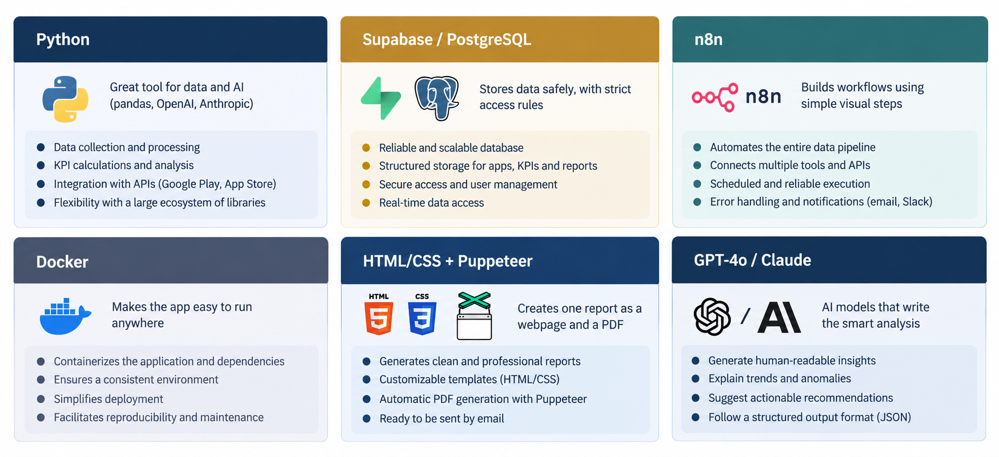 Python
Great tool for data and AI
(pandas, OpenAI, Anthropic)
Data collection and processing
KPI calculations and analysis
Integration with APIs (Google Play, App Store)
Flexibility with a large ecosystem of libraries
Supabase / PostgreSQL
Stores data safely, with strict
access rules
Reliable and scalable database
Structured storage for apps, KPIs and reports
Secure access and user management
Real-time data access
n8n
n8n
Builds workflows using
simple visual steps
Automates the entire data pipeline
Connects multiple tools and APIs
Scheduled and reliable execution
Error handling and notifications (email, Slack)
Docker
Makes the app easy to run
anywhere
Containerizes the application and dependencies
Ensures a consistent environment
Simplifies deployment
Facilitates reproducibility and maintenance
HTML/CSS + Puppeteer
HTML
5
CSS
3
Creates one report as a
webpage and a PDF
Generates clean and professional reports
Customizable templates (HTML/CSS)
Automatic PDF generation with Puppeteer
Ready to be sent by email
GPT-4o / Claude
/ AI
AI models that write
the smart analysis
Generate human-readable insights
Explain trends and anomalies
Suggest actionable recommendations
Follow a structured output format (JSON)